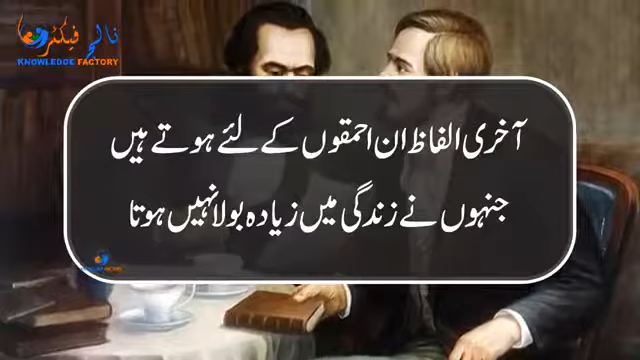 نالج فیکٹری
KNOWLEDGE FACTORY
آخری الفاظ ان احمقوں کے لئے ہوتے ہیں
جنہوں نے زندگی میں زیادہ بولا نہیں ہوتا